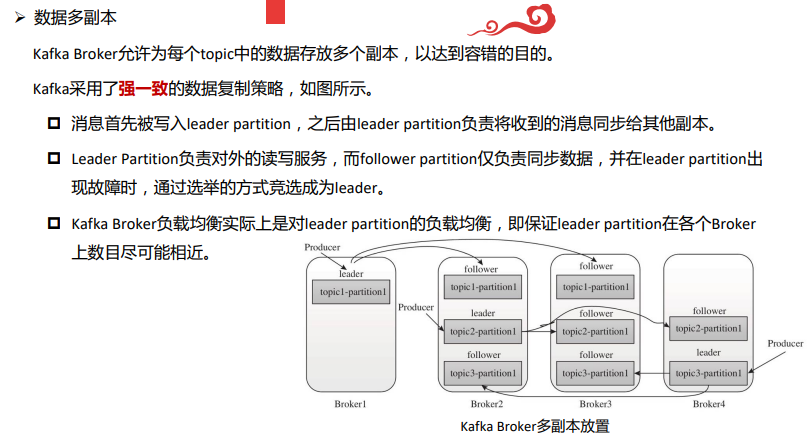 数据多副本
Kafka Broker允许为每个topic中的数据存放多个副本，以达到容错的目的。
Kafka采用了强一致的数据复制策略，如图所示。
消息首先被写入leader partition，之后由leader partition负责将收到的消息同步给其他副本。
Leader Partition负责对外的读写服务，而follower partition仅负责同步数据，并在leader partition出
现故障时，通过选举的方式竞选成为leader。
Kafka Broker负载均衡实际上是对leader partition的负载均衡，即保证leader partition在各个Broker
上数目尽可能相近。
Producer
leader
topic1-partition1
Broker1
follower
topic1-partition1
Producer
leader
topic2-partition1
follower
topic3-partition1
Broker2
follower
topic1-partition1
follower
topic2-partition1
follower
topic3-partition1
Broker3
follower
topic2-partition1
leader
topic3-partition1
Producer
Broker4
Kafka Broker多副本放置